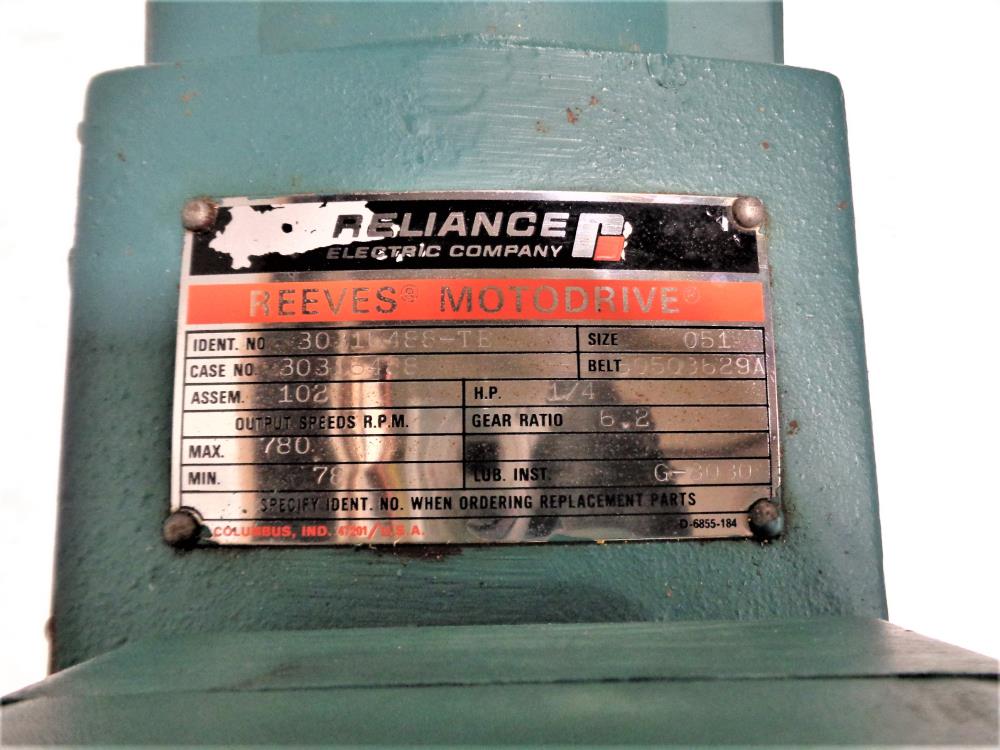 RELIANCE
ELECTRIC COMPANY
REEVES® MOTODRIVE®
IDENT. NO SIZE 051
CASE NO. BELT
ASSEM. 102 H.P. 1/4
OUTPUT SPEEDS R.P.M. GEAR RATIO 6.2
MAX. 780
MIN. 78 LUB. INST. G-3030
SPECIFY IDENT. NO. WHEN ORDERING REPLACEMENT PARTS
COLUMBUS, IND. 47201/U.S.A. D-6855-184